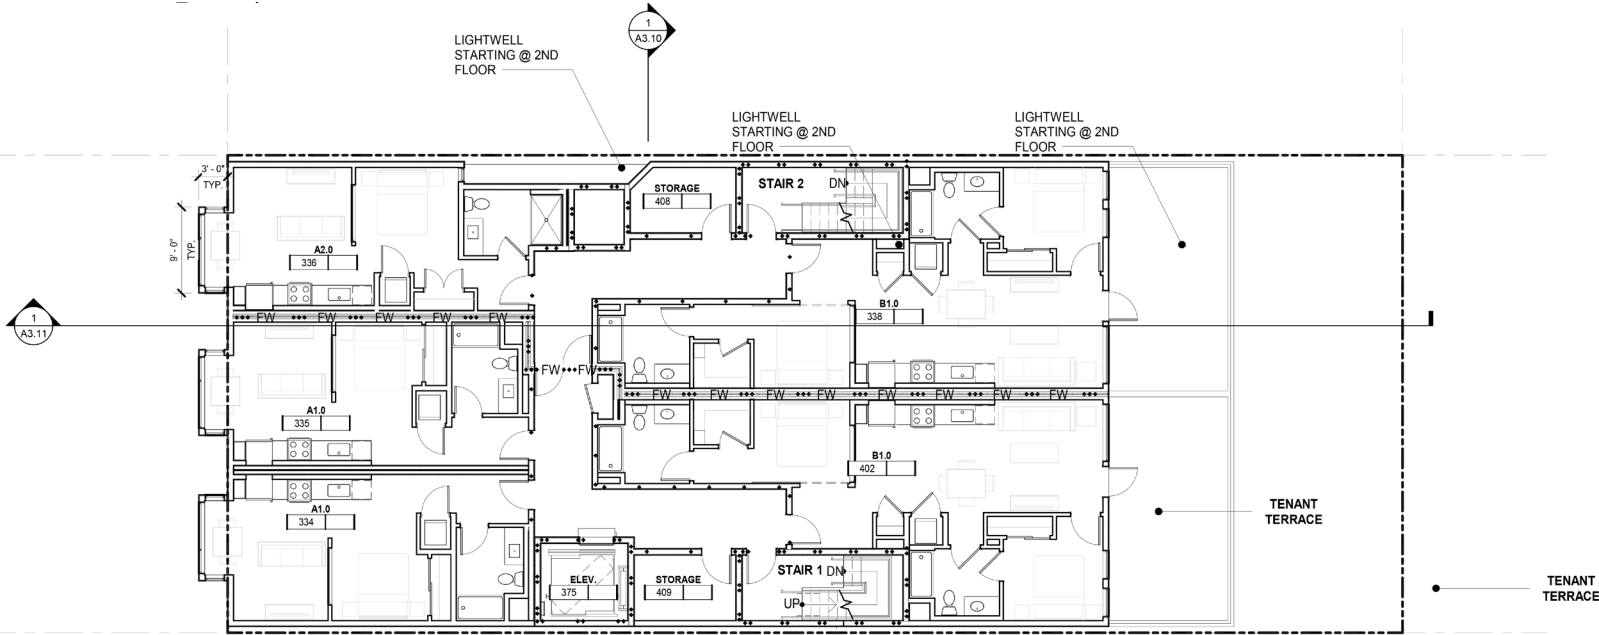 1
A3.10
LIGHTWELL
STARTING @ 2ND
FLOOR
LIGHTWELL
STARTING @ 2ND
FLOOR
LIGHTWELL
STARTING @ 2ND
FLOOR
3' - 0"
TYP.
9' - 0"
TYP.
STORAGE
408
STAIR 2
DN
A2.0
336
B1.0
338
FW FW FW FW FW
1
A3.11
FW FW
FW FW FW FW FW FW FW FW
A1.0
335
B1.0
402
A1.0
334
TENANT
TERRACE
ELEV.
375
STORAGE
409
STAIR 1
DN
UP
TENANT
TERRACE